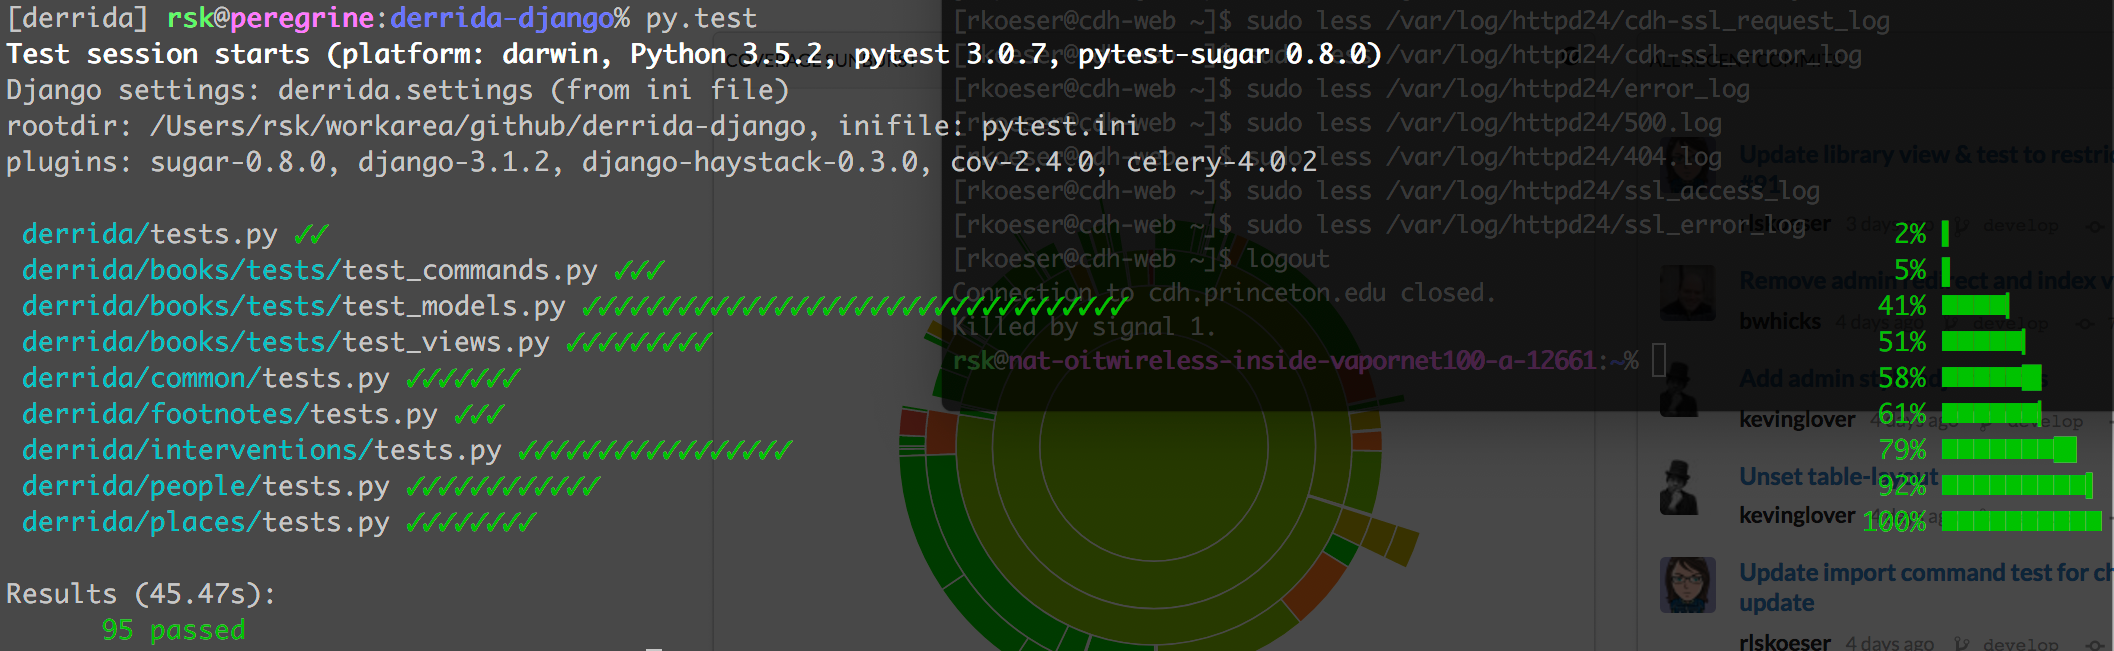 [derrida] rsk@peregrine:derrida-django% py.test
Test session starts (platform: darwin, Python 3.5.2, pytest 3.0.7, pytest-sugar 0.8.0)
Django settings: derrida.settings (from ini file)
rootdir: /Users/rsk/workarea/github/derrida-django, inifile: pytest.ini
plugins: sugar-0.8.0, django-3.1.2, django-haystack-0.3.0, cov-2.4.0, celery-4.0.2
derrida/tests.py ✓✓ 2%
derrida/books/tests/test_commands.py ✓✓✓ 5%
derrida/books/tests/test_models.py ✓✓✓✓✓✓✓✓✓✓✓✓✓✓✓✓✓✓✓✓✓✓✓✓✓✓✓✓✓✓✓✓✓✓ 41%
derrida/books/tests/test_views.py ✓✓✓✓✓✓✓✓✓ 51%
derrida/common/tests.py ✓✓✓✓✓✓✓ 58%
derrida/footnotes/tests.py ✓✓✓ 61%
derrida/interventions/tests.py ✓✓✓✓✓✓✓✓✓✓✓✓✓✓✓✓✓ 79%
derrida/people/tests.py ✓✓✓✓✓✓✓✓✓✓✓✓ 92%
derrida/places/tests.py ✓✓✓✓✓✓✓✓ 100%
Results (45.47s):
95 passed
[rkoeser@cdh-web ~]$ sudo less /var/log/httpd24/cdh-ssl_request_log
[rkoeser@cdh-web ~]$ sudo less /var/log/httpd24/cdh-ssl_error_log
[rkoeser@cdh-web ~]$ sudo less /var/log/httpd24/error_log
[rkoeser@cdh-web ~]$ sudo less /var/log/httpd24/500.log
[rkoeser@cdh-web ~]$ sudo less /var/log/httpd24/404.log
[rkoeser@cdh-web ~]$ sudo less /var/log/httpd24/ssl_access_log
[rkoeser@cdh-web ~]$ sudo less /var/log/httpd24/ssl_error_log
[rkoeser@cdh-web ~]$ logout
Connection to cdh.princeton.edu closed.
Killed by signal 1.
rsk@nat-oitwireless-inside-vapornet100-a-12661:~%
COVERAGE SUNBURST
ALL RECENT COMMITS
Update library view & test to
#91
rlskoeser 3 days ago develop
Remove admin redirect and index
bwhicks 4 days ago develop
Add admin
kevinglover 4 days ago develop
Unset table-layout
kevinglover
Update import command test for
update
rlskoeser 4 days ago develop